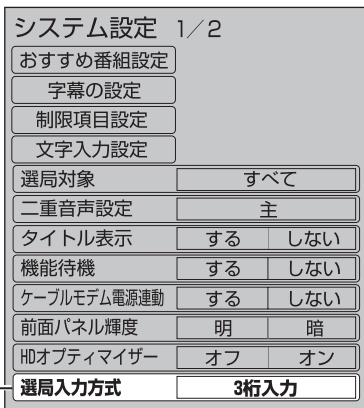 システム設定 1／2
おすすめ番組設定
字幕の設定
制限項目設定
文字入力設定
選局対象 すべて
二重音声設定 主
タイトル表示 する しない
機能待機 する しない
ケーブルモデム電源連動 する しない
前面パネル輝度 明 暗
HDオプティマイザー オフ オン
選局入力方式 3桁入力